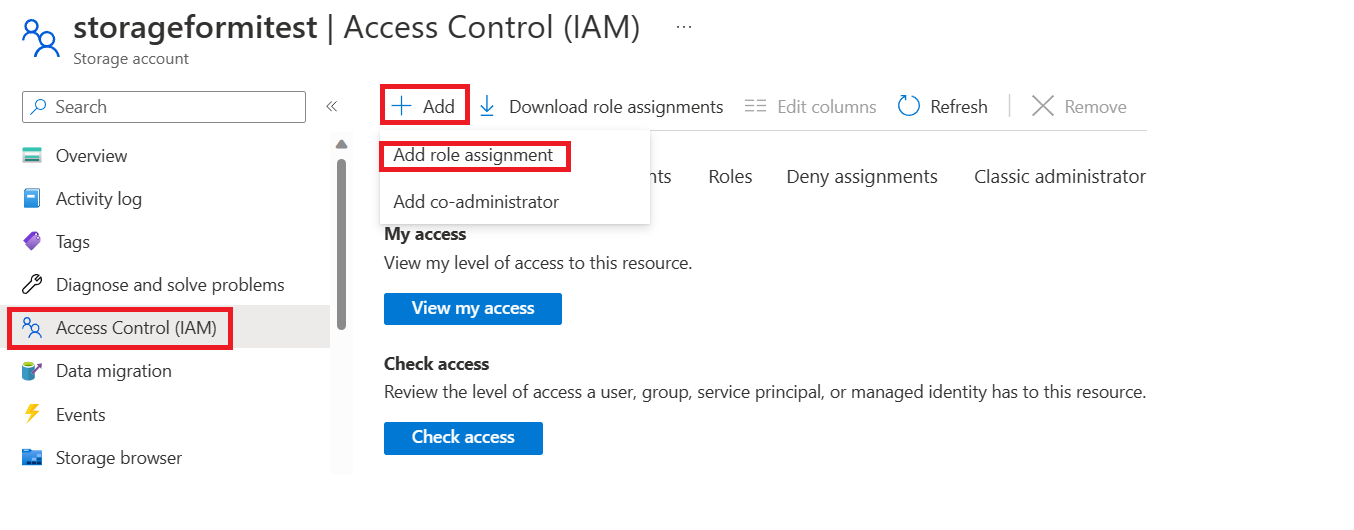 storageformitest | Access Control (IAM) ...
Storage account
Search
«
Add
Download role assignments
Edit columns
Refresh
Remove
Overview
Activity log
Tags
Diagnose and solve problems
Access Control (IAM)
Data migration
Events
Storage browser
Add role assignment
Add co-administrator
nts
Roles
Deny assignments
Classic administrator
My access
View my level of access to this resource.
View my access
Check access
Review the level of access a user, group, service principal, or managed identity has to this resource.
Check access